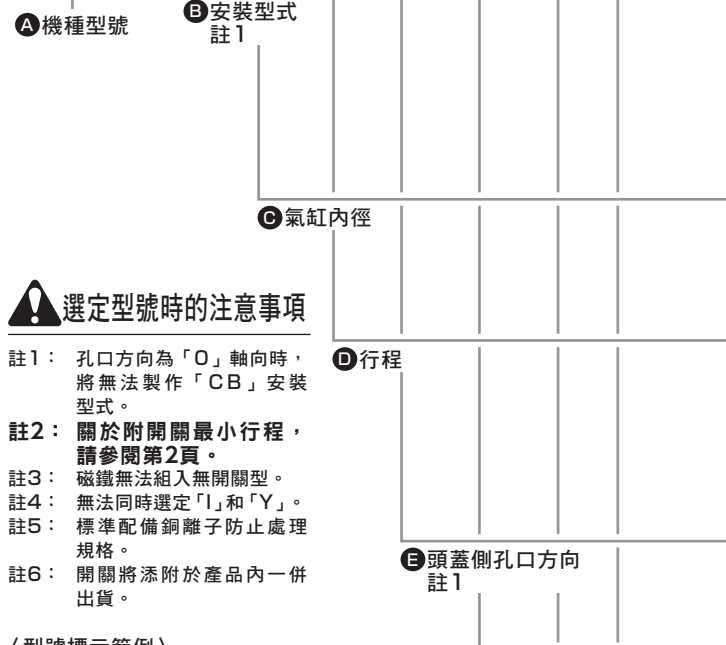 Ⓐ機種型號
Ⓑ安裝型式
註1
Ⓒ氣缸內徑
選定型號時的注意事項
註1： 孔口方向為「O」軸向時，
將無法製作「CB」安裝
型式。
註2： 關於附開關最小行程，
請參閱第2頁。
註3： 磁鐵無法組入無開關型。
註4： 無法同時選定「I」和「Y」。
註5： 標準配備銅離子防止處理
規格。
註6： 開關將添附於產品內一併
出貨。
Ⓓ行程
Ⓔ頭蓋側孔口方向
註1
〈型號標示範例〉